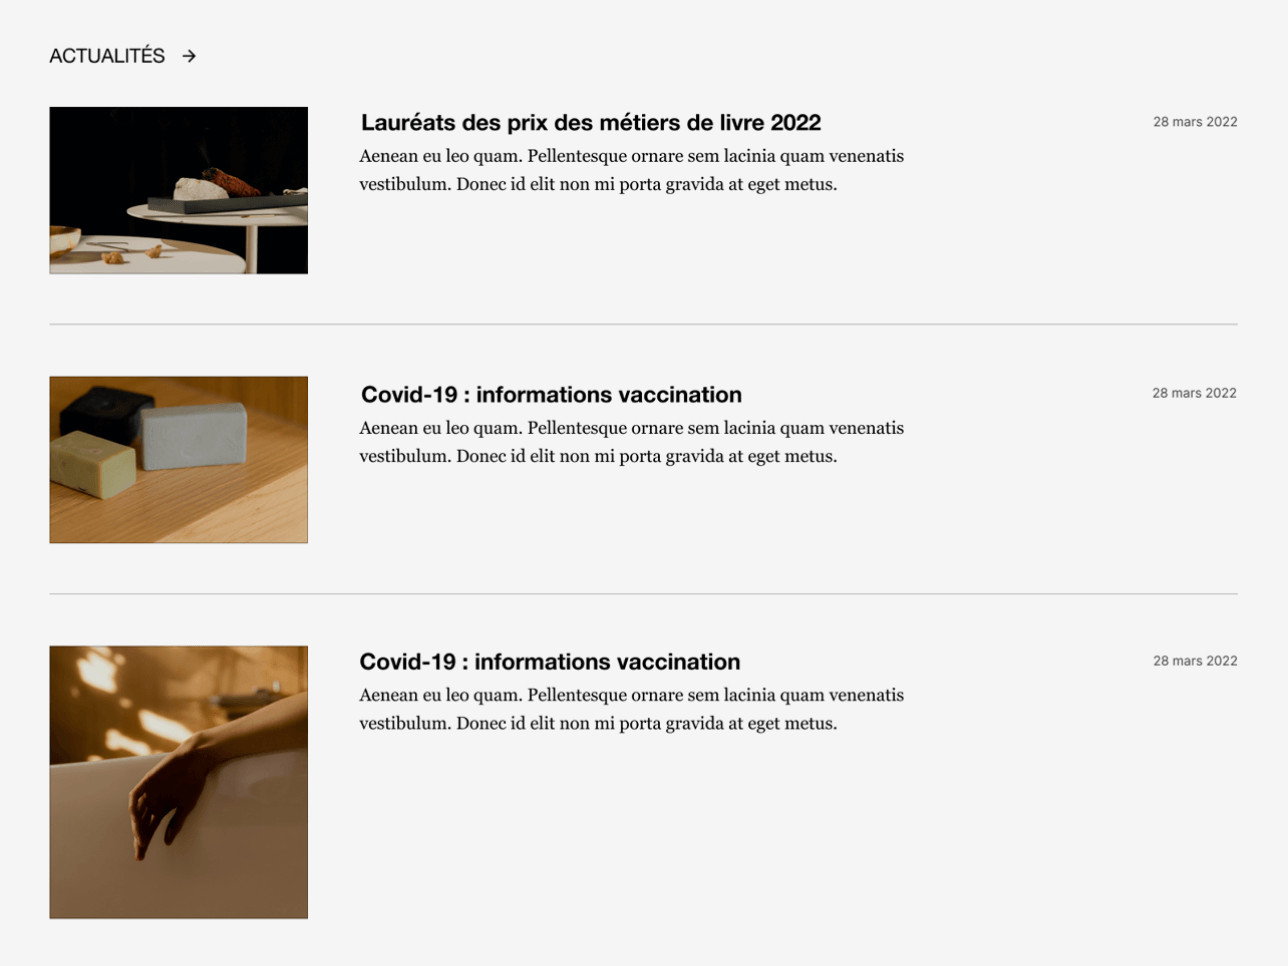 ACTUALITÉS →
Lauréats des prix des métiers de livre 2022
28 mars 2022
Aenean eu leo quam. Pellentesque ornare sem lacinia quam venenatis
vestibulum. Donec id elit non mi porta gravida at eget metus.
Covid-19 : informations vaccination
28 mars 2022
Aenean eu leo quam. Pellentesque ornare sem lacinia quam venenatis
vestibulum. Donec id elit non mi porta gravida at eget metus.
Covid-19 : informations vaccination
28 mars 2022
Aenean eu leo quam. Pellentesque ornare sem lacinia quam venenatis
vestibulum. Donec id elit non mi porta gravida at eget metus.